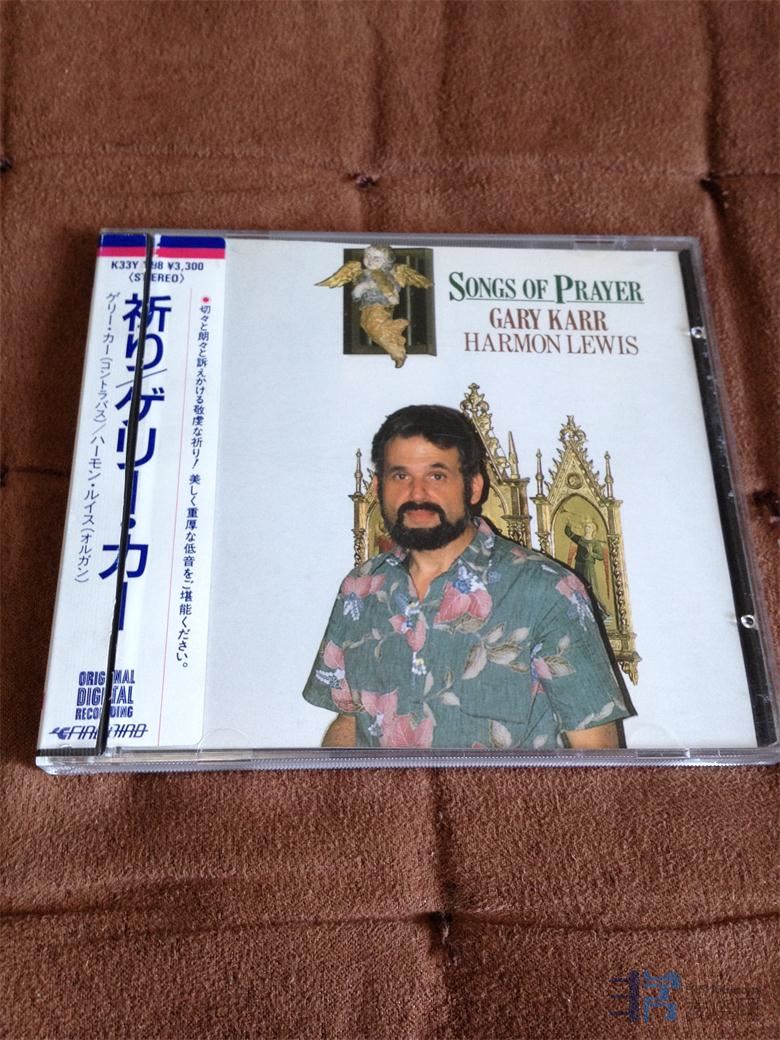 K33Y 198 ¥3,300
〈STEREO〉
祈り/ゲリー・カー
ゲリー・カー(コントラバス)/ハーモン・ルイス(オルガン)
ORIGINAL
DIGITAL
RECORDING
FIREBIRD
●切々と朗々と訴えかける敬虔な祈り! 美しく重厚な低音をご堪能ください。
SONGS OF PRAYER
GARY KARR
HARMON LEWIS